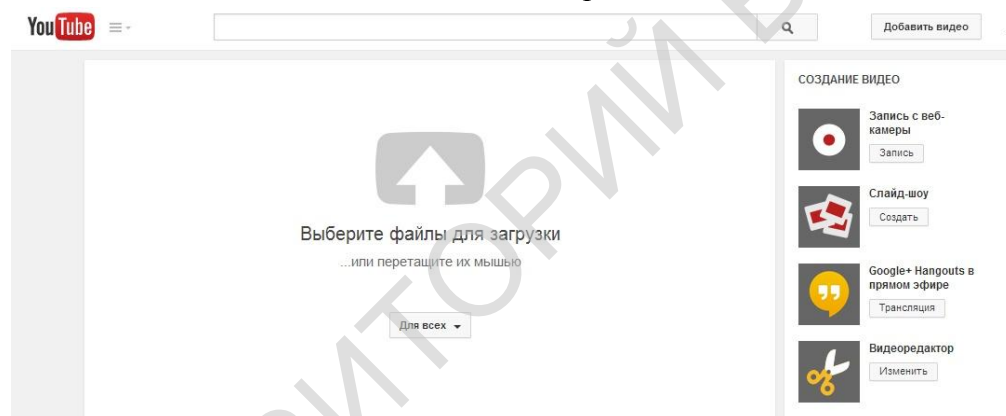 YouTube
Добавить видео
Выберите файлы для загрузки
...или перетащите их мышью
Для всех
СОЗДАНИЕ ВИДЕО
Запись с веб-
камеры
Запись
Слайд-шоу
Создать
Google+ Hangouts в
прямом эфире
Трансляция
Видеоредактор
Изменить